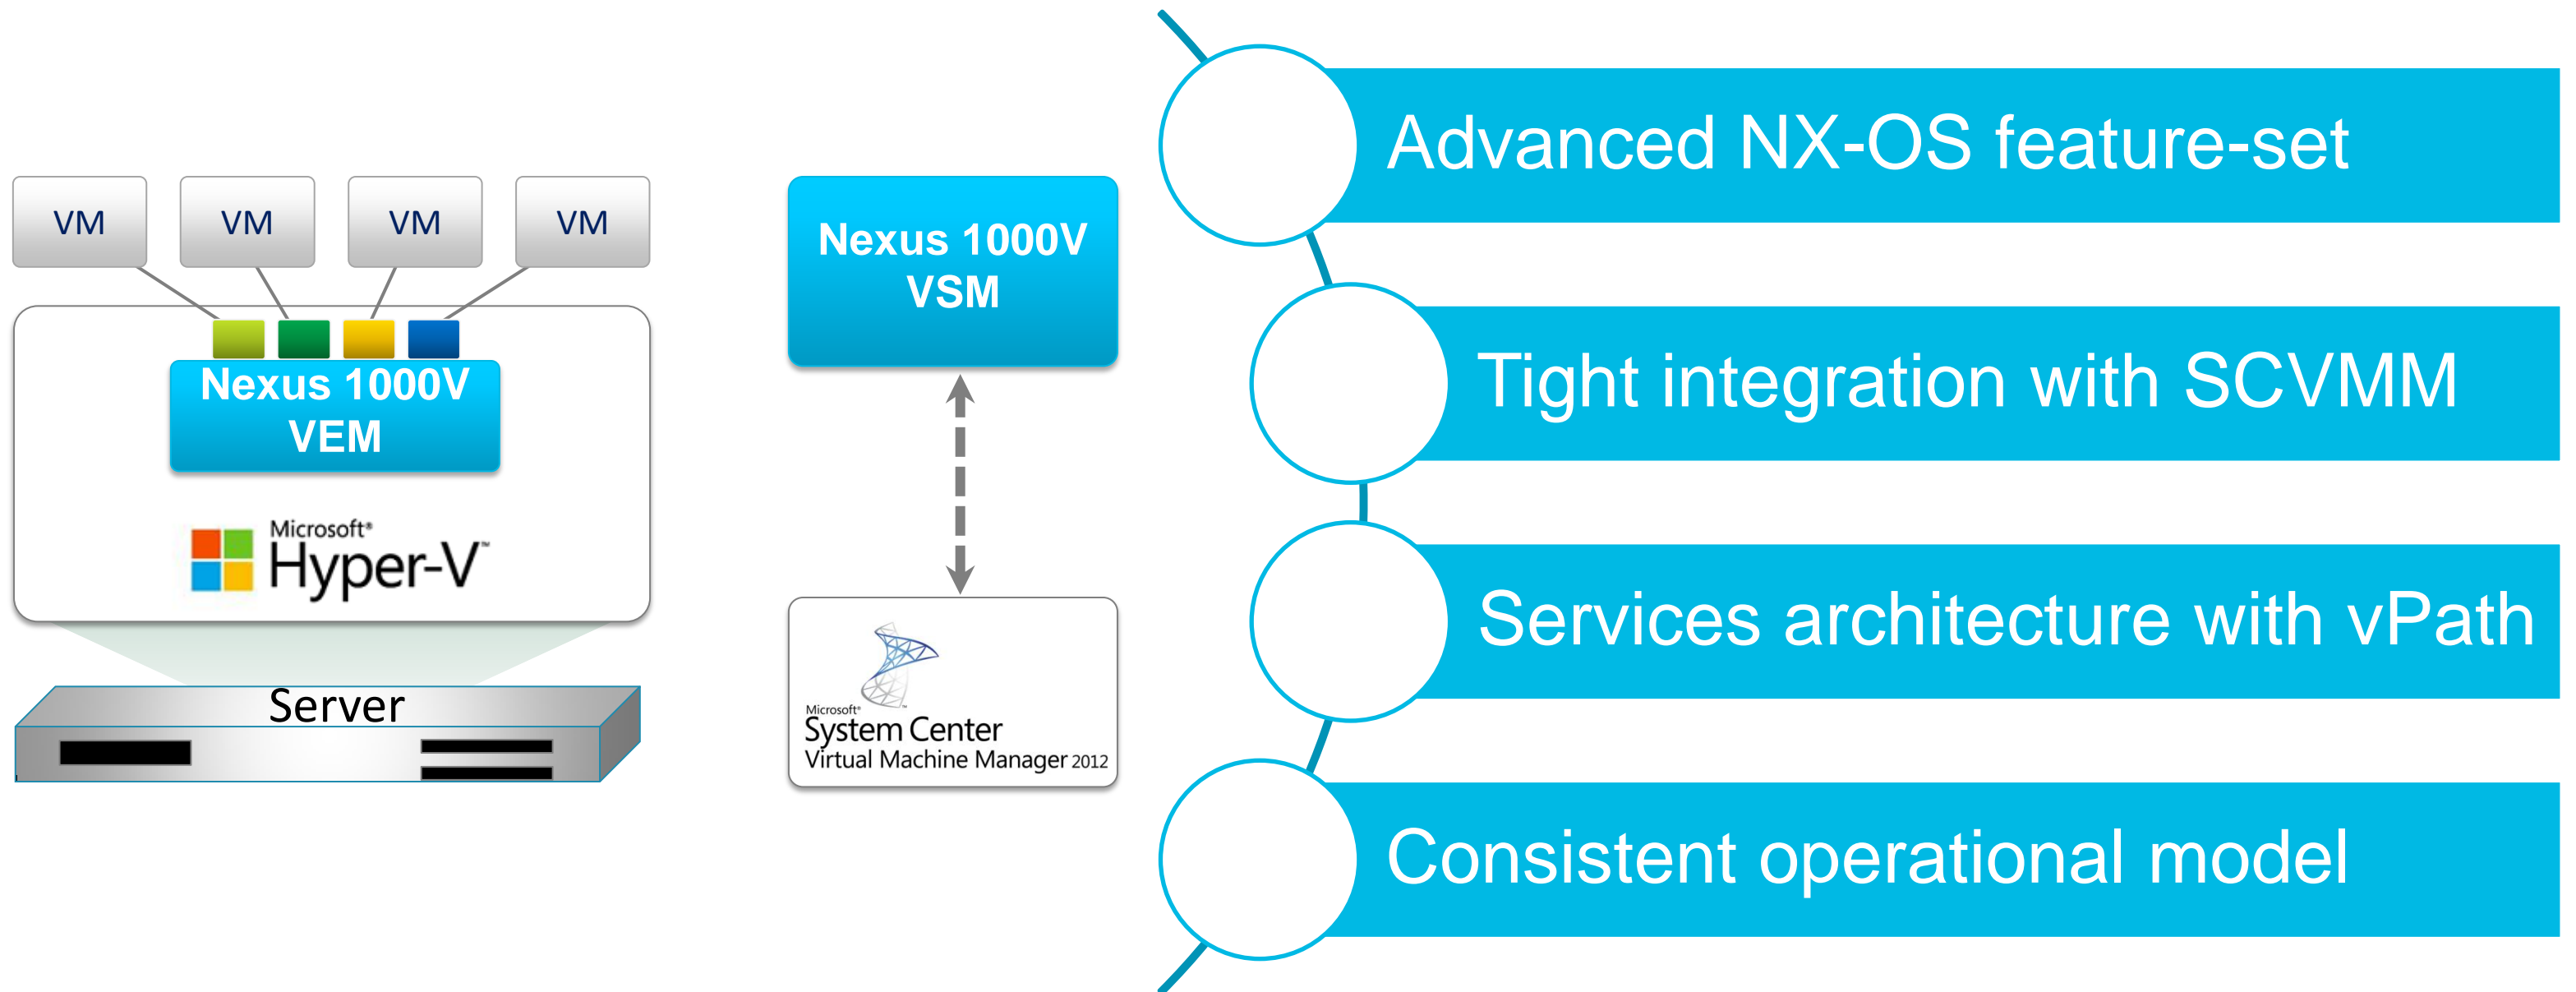 VM
VM
VM
VM
Nexus 1000V
VEM
Microsoft®
Hyper-V™
Server
Nexus 1000V
VSM
Microsoft®
System Center™
Virtual Machine Manager 2012
Advanced NX-OS feature-set
Tight integration with SCVMM
Services architecture with vPath
Consistent operational model